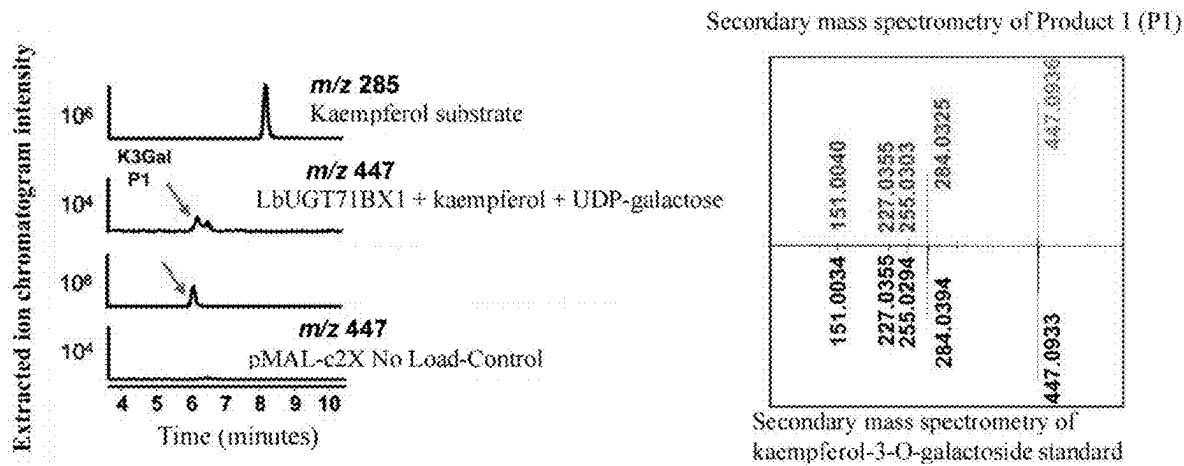 Secondary mass spectrometry of Product 1 (P1)
Extracted ion chromatogram intensity
m/z 285
Kaempferol substrate
10⁶
K3Gal
P1
m/z 447
LbUGT71BX1 + kaempferol + UDP-galactose
10⁴
10⁸
m/z 447
pMAL-c2X No Load-Control
10⁴
4 5 6 7 8 9 10
Time (minutes)
151.0040
227.0355
255.0303
284.0325
447.0936
151.0034
227.0355
255.0294
284.0394
447.0933
Secondary mass spectrometry of
kaempferol-3-O-galactoside standard